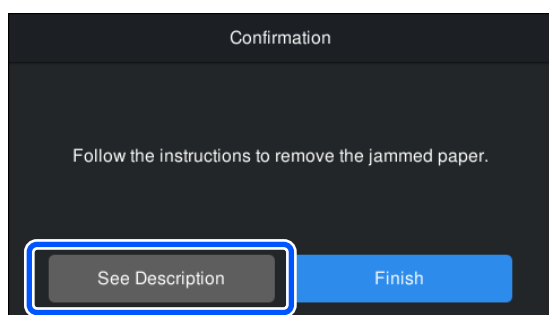 Confirmation
Follow the instructions to remove the jammed paper.
See Description
Finish